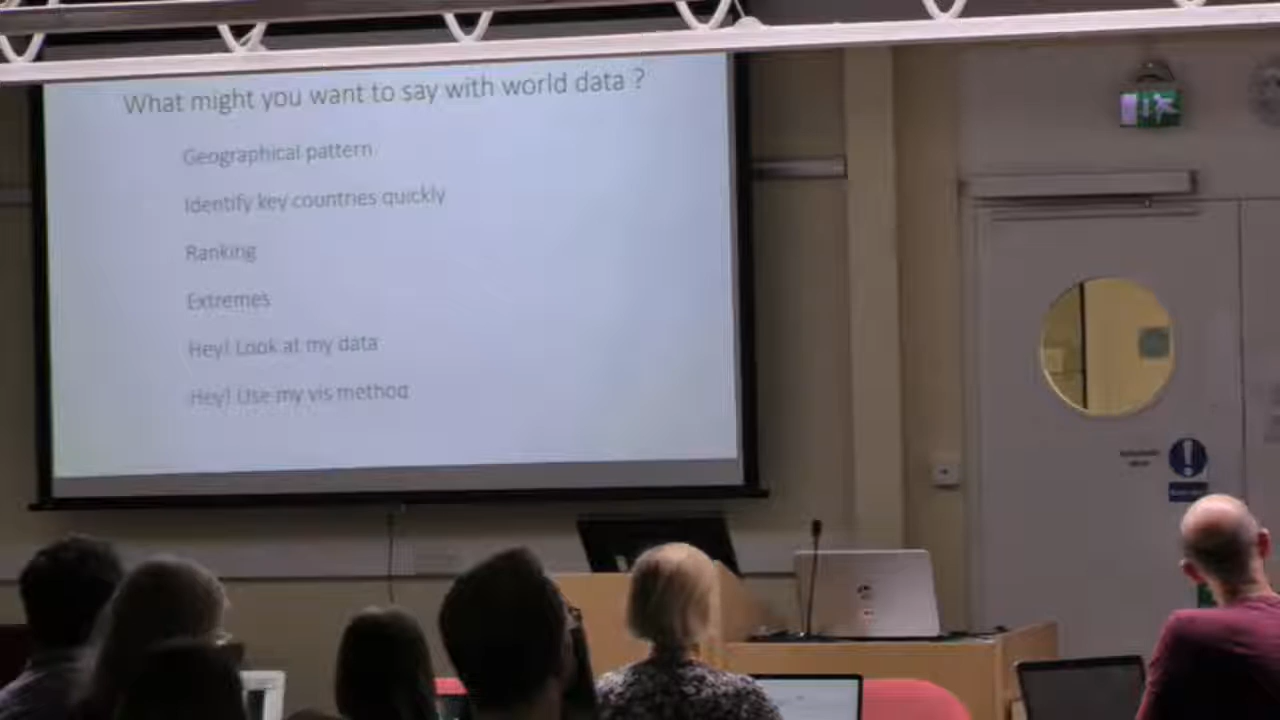 What might you want to say with world data ?
Geographical pattern
Identify key countries quickly
Ranking
Extremes
Hey! Look at my data
Hey! Use my vis method